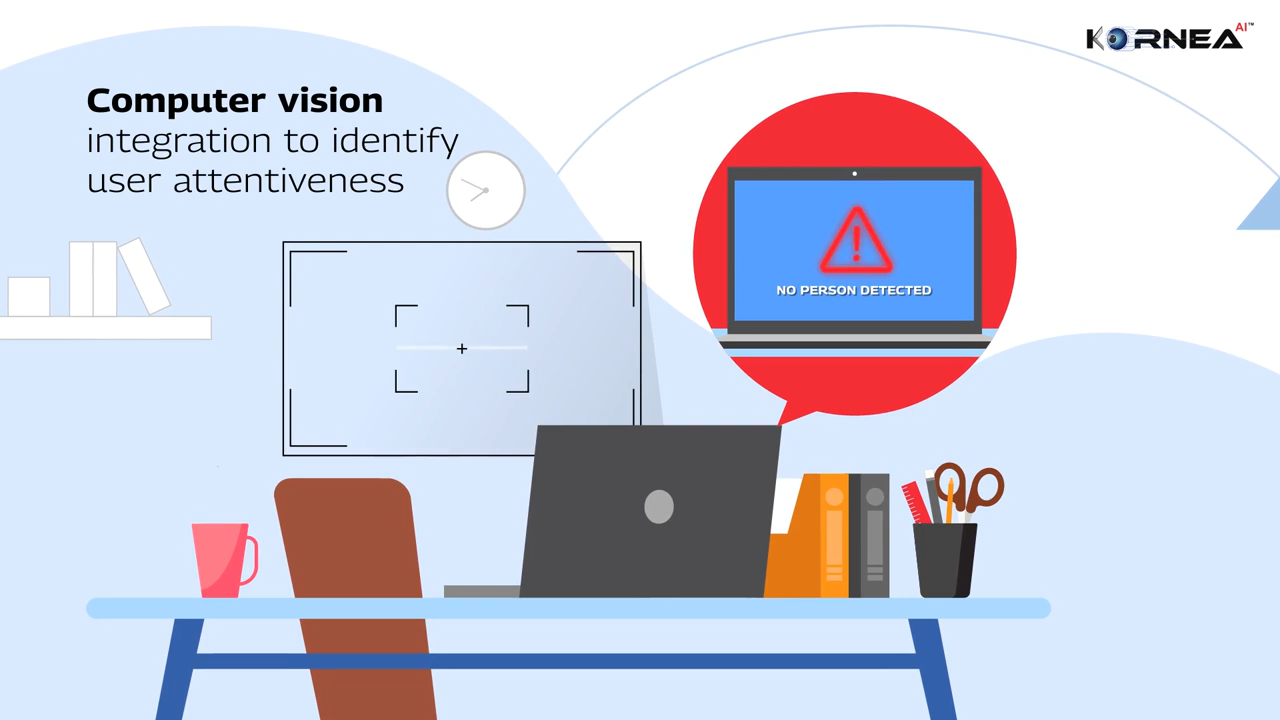 Computer vision
integration to identify
user attentiveness
KORNEA AI™
NO PERSON DETECTED